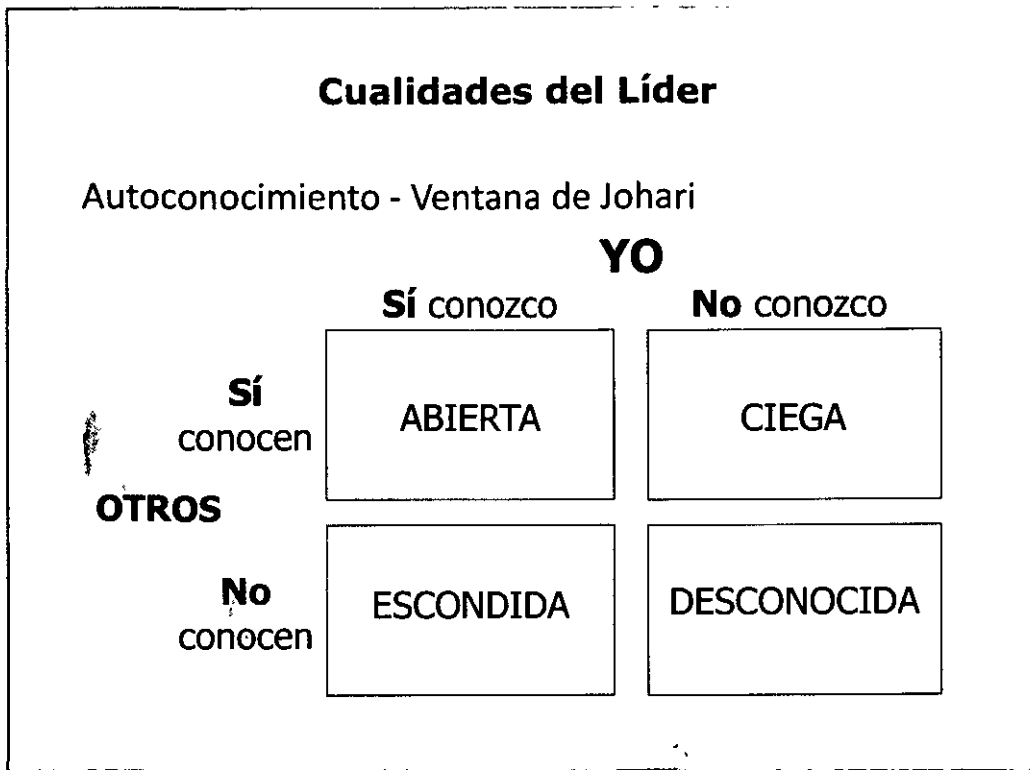 Cualidades del Líder
Autoconocimiento - Ventana de Johari
YO
Sí conozco No conozco
Sí
conocen
ABIERTA CIEGA
OTROS
No
conocen
ESCONDIDA DESCONOCIDA